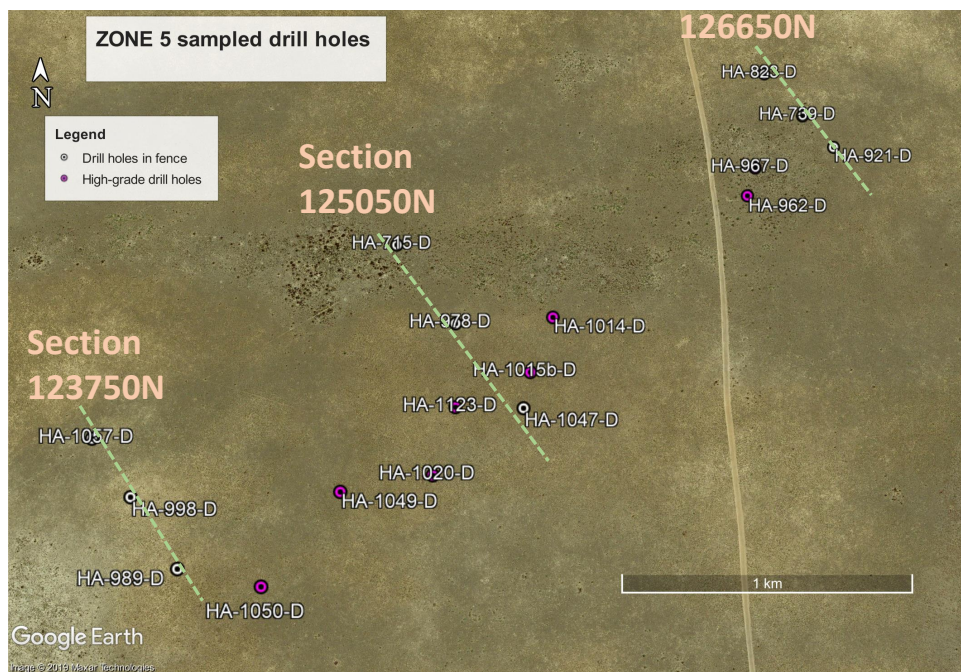 ZONE 5 sampled drill holes
N
Legend
Drill holes in fence
High-grade drill holes
126650N
HA-823-D
HA-739-D
HA-921-D
HA-967-D
HA-962-D
Section
125050N
HA-715-D
HA-978-D
HA-1014-D
HA-1015b-D
HA-1123-D
HA-1047-D
HA-1020-D
HA-1049-D
Section
123750N
HA-1057-D
HA-998-D
HA-989-D
HA-1050-D
1 km
Google Earth
Image © 2019 Maxar Technologies